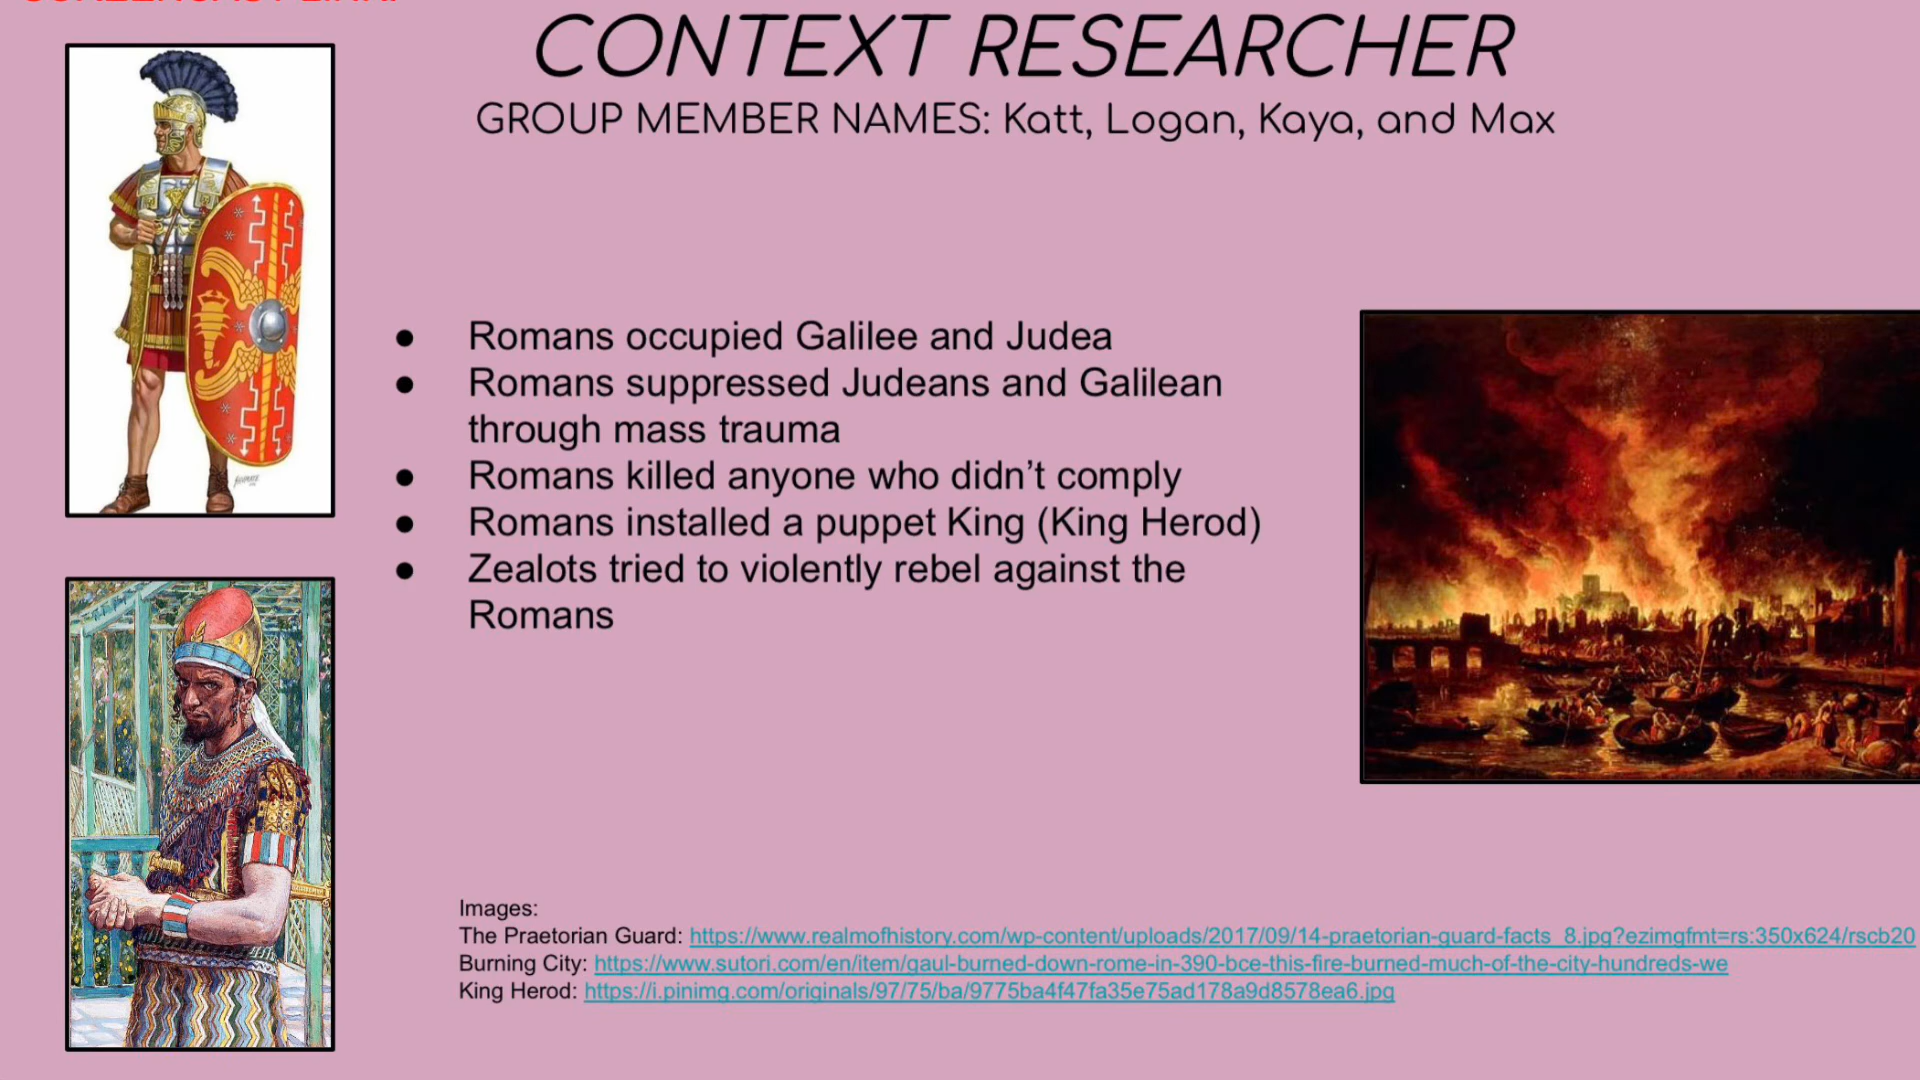 CONTEXT RESEARCHER
GROUP MEMBER NAMES: Katt, Logan, Kaya, and Max
● Romans occupied Galilee and Judea
● Romans suppressed Judeans and Galilean
through mass trauma
● Romans killed anyone who didn’t comply
● Romans installed a puppet King (King Herod)
● Zealots tried to violently rebel against the
Romans
Images:
The Praetorian Guard: https://www.realmofhistory.com/wp-content/uploads/2017/09/14-praetorian-guard-facts_8.jpg?ezimgfmt=rs:350x624/rscb20
Burning City: https://www.sutori.com/en/item/gaul-burned-down-rome-in-390-bce-this-fire-burned-much-of-the-city-hundreds-we
King Herod: https://i.pinimg.com/originals/97/75/ba/9775ba4f47fa35e75ad178a9d8578ea6.jpg